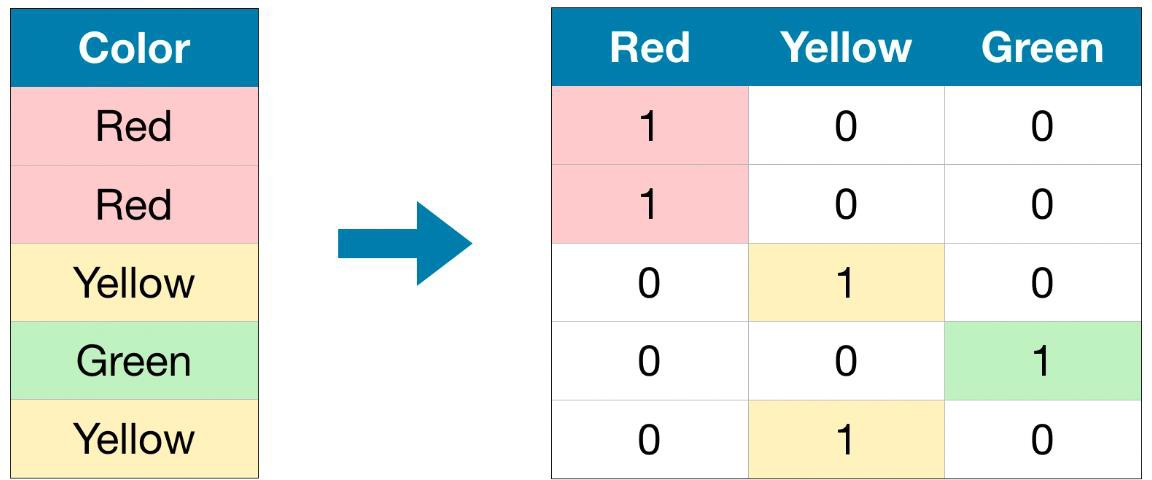 Color
Red
Red
Yellow
Green
Yellow
Red Yellow Green
1 0 0
1 0 0
0 1 0
0 0 1
0 1 0